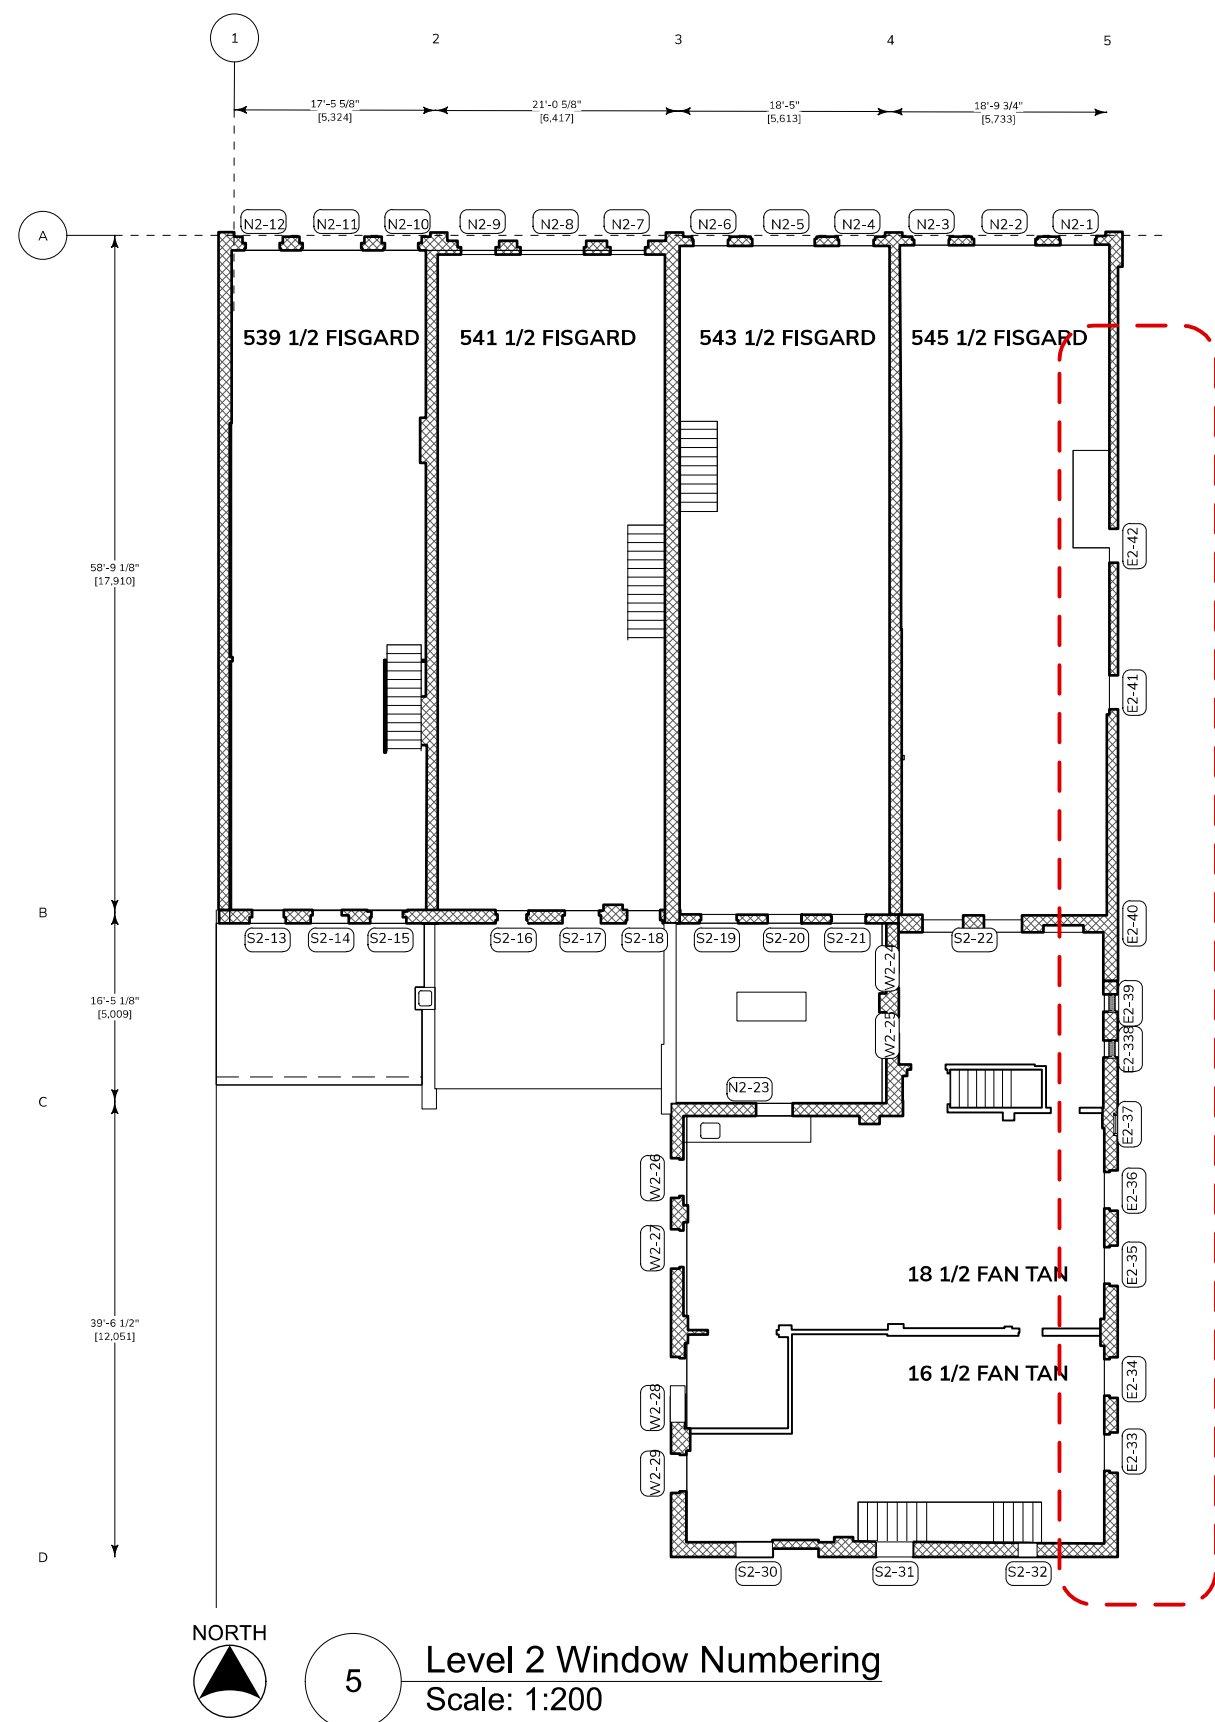 1 2 3 4 5
17'-5 5/8" 21'-0 5/8" 18'-5" 18'-9 3/4"
[5,324] [6,417] [5,613] [5,733]
N2-12 N2-11 N2-10 N2-9 N2-8 N2-7 N2-6 N2-5 N2-4 N2-3 N2-2 N2-1
A
539 1/2 FISGARD 541 1/2 FISGARD 543 1/2 FISGARD 545 1/2 FISGARD
E2-42
58'-9 1/8"
[17,910]
E2-41
B
E2-40
S2-13 S2-14 S2-15 S2-16 S2-17 S2-18 S2-19 S2-20 S2-21 S2-22
W2-24
E2-39
16'-5 1/8"
[5,009]
W2-25
E2-338
N2-23
C
E2-37
W2-26
E2-36
W2-27
E2-35
18 1/2 FAN TAN
39'-6 1/2"
[12,051]
16 1/2 FAN TAN
E2-34
W2-28
E2-33
W2-29
D
S2-30 S2-31 S2-32
NORTH
5
Level 2 Window Numbering
Scale: 1:200